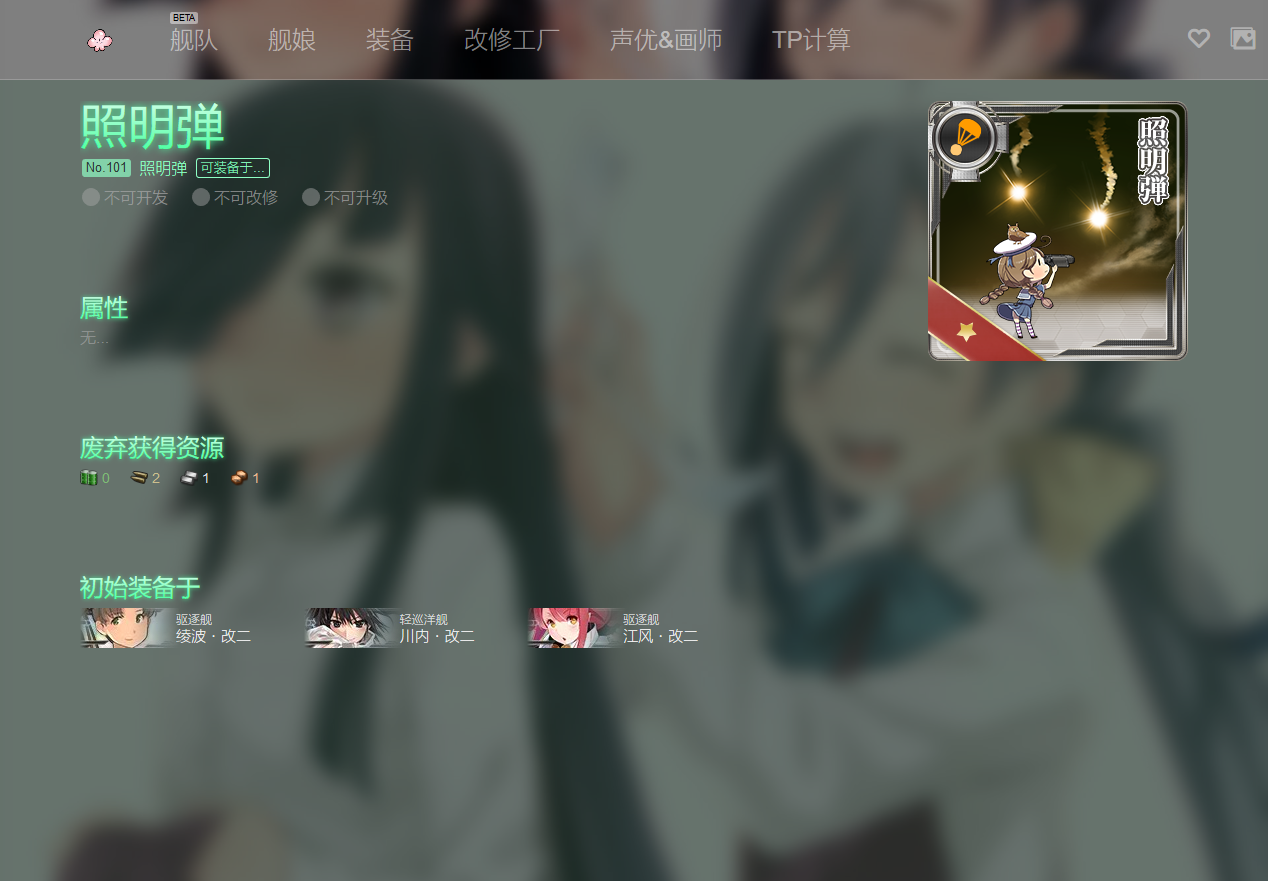 BETA
舰队 舰娘 装备 改修工厂 声优&画师 TP计算
照明弹
No.101 照明弹 可装备于...
不可开发 不可改修 不可升级
照明弹
属性
无...
废弃获得资源
0 2 1 1
初始装备于
驱逐舰
绫波 · 改二
轻巡洋舰
川内 · 改二
驱逐舰
江风 · 改二